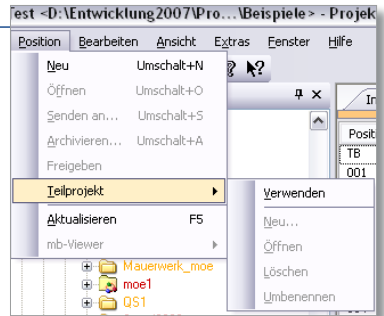 Test <D:\Entwicklung2007\Pro...\Beispiele> - Projek
Position Bearbeiten Ansicht Extras Fenster Hilfe
Neu Umschalt+N
Öffnen Umschalt+O
Senden an... Umschalt+S
Archivieren... Umschalt+A
Freigeben
Teilprojekt
Aktualisieren F5
mb-Viewer
Verwenden
Neu...
Öffnen
Löschen
Umbenennen
Posit
TB
001
Mauerwerk_moe
moe1
QS1